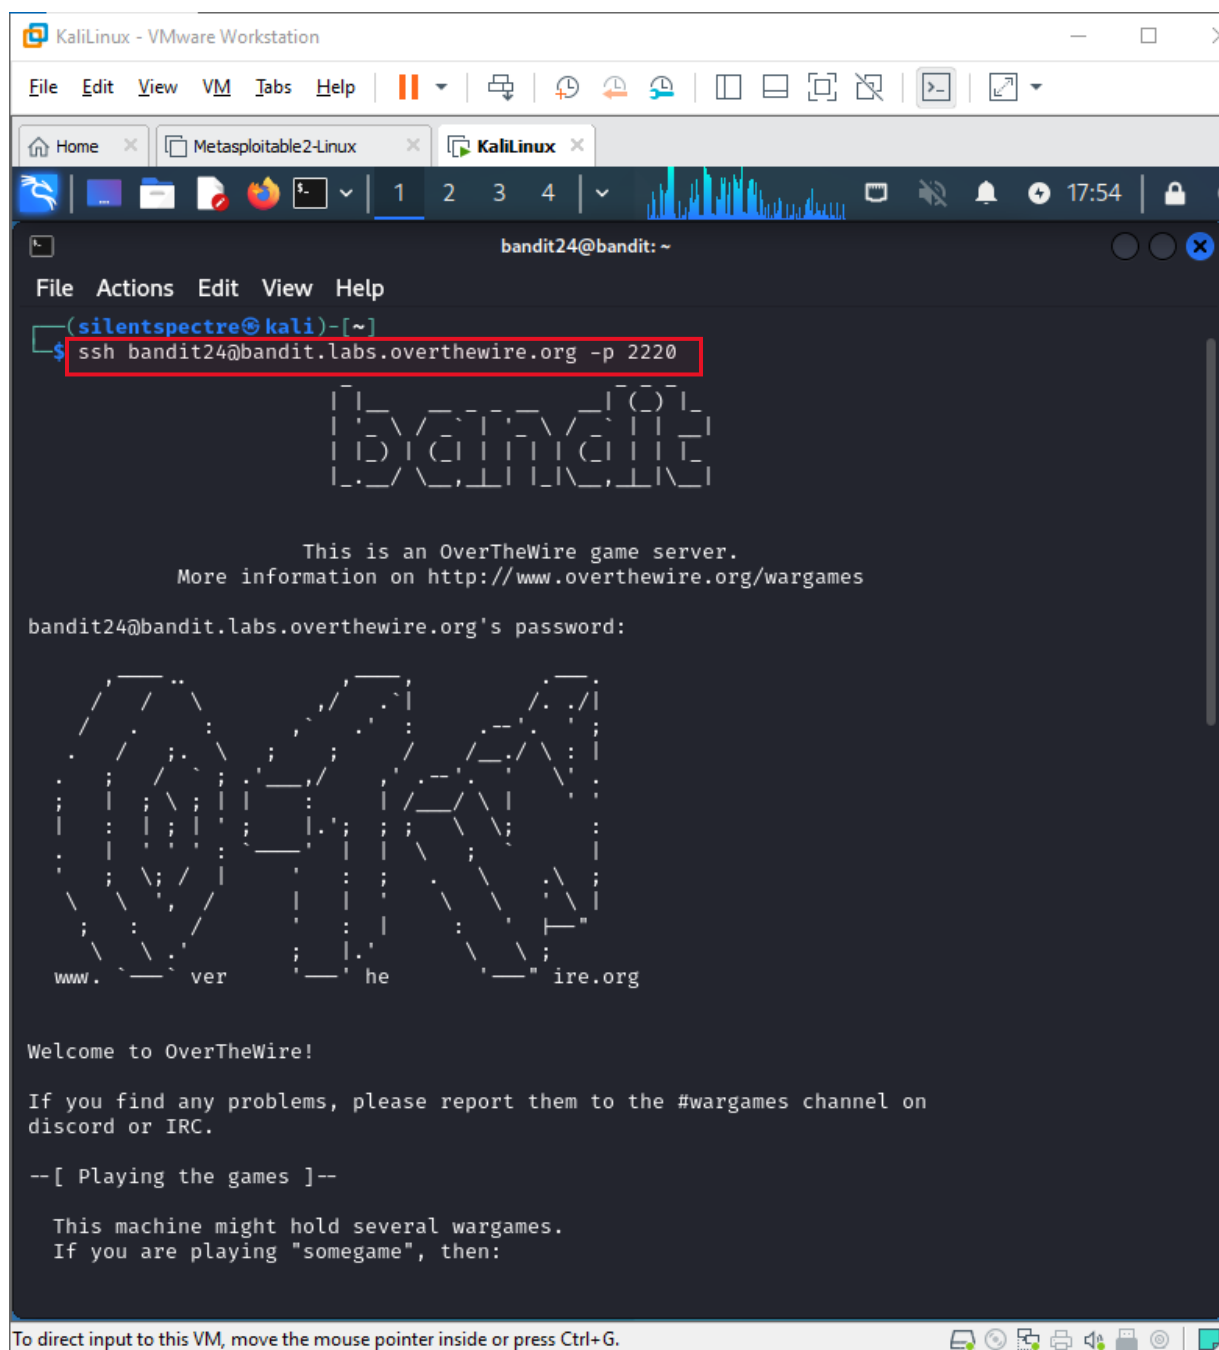 KaliLinux - VMware Workstation
File Edit View VM Tabs Help
Home Metasploitable2-Linux KaliLinux
1 2 3 4 17:54
bandit24@bandit: ~
File Actions Edit View Help
(silentspectre㉿kali)-[~]
$ ssh bandit24@bandit.labs.overthewire.org -p 2220
bandit
This is an OverTheWire game server.
More information on http://www.overthewire.org/wargames
bandit24@bandit.labs.overthewire.org's password:
www. ver he ire.org
Welcome to OverTheWire!
If you find any problems, please report them to the #wargames channel on
discord or IRC.
--[ Playing the games ]--
This machine might hold several wargames.
If you are playing "somegame", then:
To direct input to this VM, move the mouse pointer inside or press Ctrl+G.